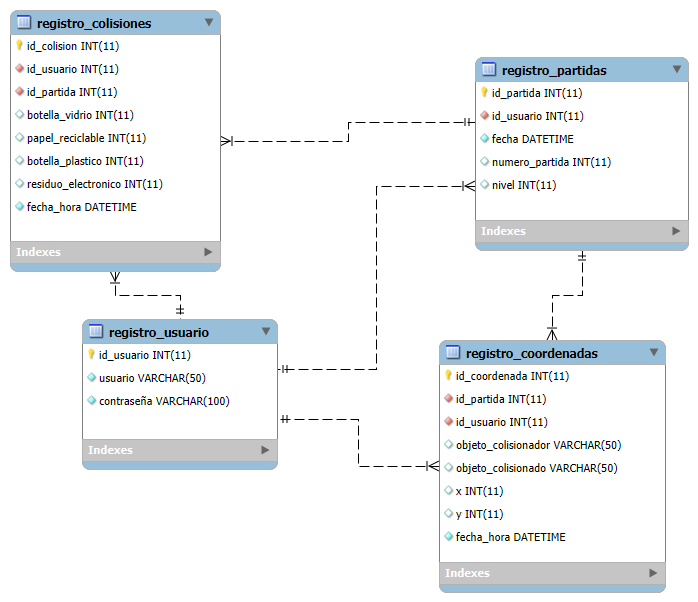 registro_colisiones
id_colision INT(11)
id_usuario INT(11)
id_partida INT(11)
botella_vidrio INT(11)
papel_reciclable INT(11)
botella_plastico INT(11)
residuo_electronico INT(11)
fecha_hora DATETIME
Indexes
registro_partidas
id_partida INT(11)
id_usuario INT(11)
fecha DATETIME
numero_partida INT(11)
nivel INT(11)
Indexes
registro_usuario
id_usuario INT(11)
usuario VARCHAR(50)
contraseña VARCHAR(100)
Indexes
registro_coordenadas
id_coordenada INT(11)
id_partida INT(11)
id_usuario INT(11)
objeto_colisionador VARCHAR(50)
objeto_colisionado VARCHAR(50)
x INT(11)
y INT(11)
fecha_hora DATETIME
Indexes